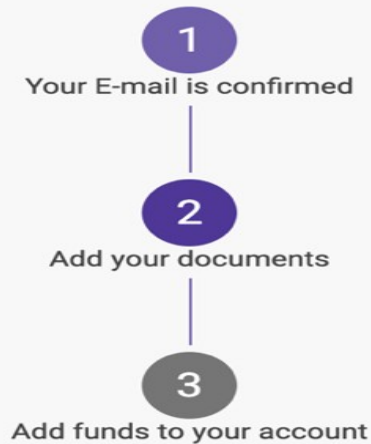 1
Your E-mail is confirmed
2
Add your documents
3
Add funds to your account